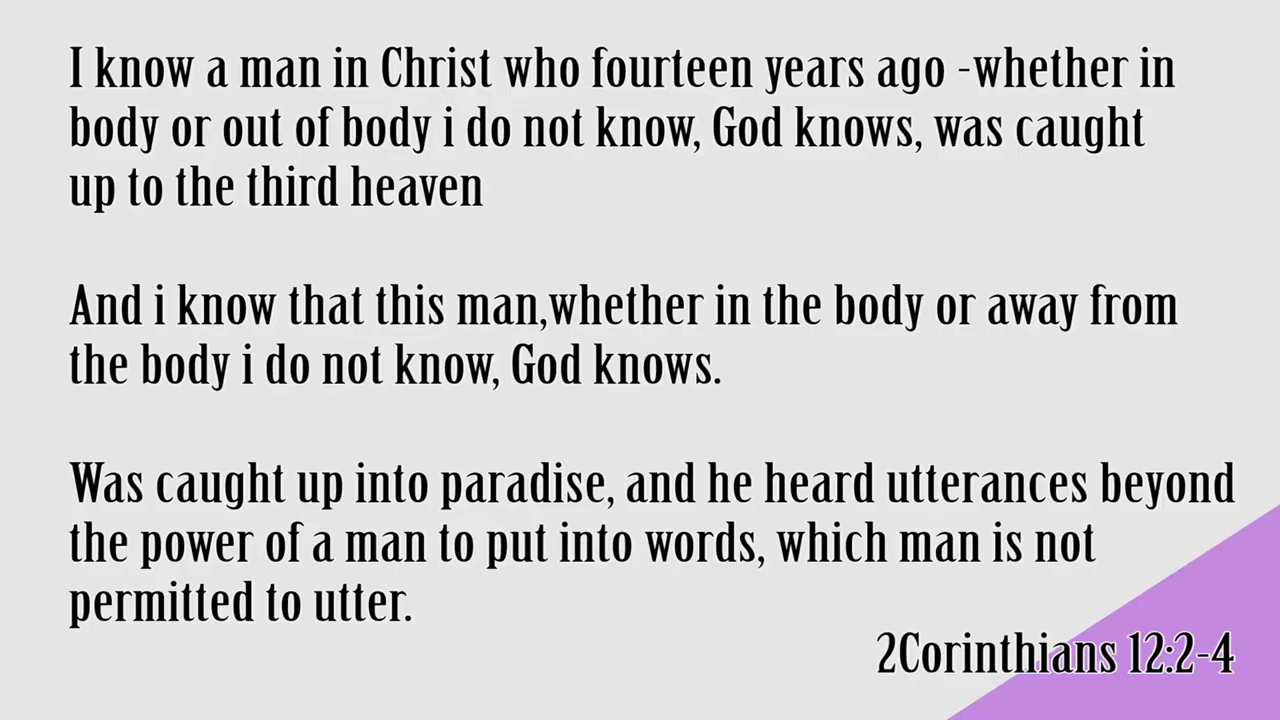 I know a man in Christ who fourteen years ago -whether in
body or out of body i do not know, God knows, was caught
up to the third heaven
And i know that this man,whether in the body or away from
the body i do not know, God knows.
Was caught up into paradise, and he heard utterances beyond
the power of a man to put into words, which man is not
permitted to utter.
2Corinthians 12:2-4